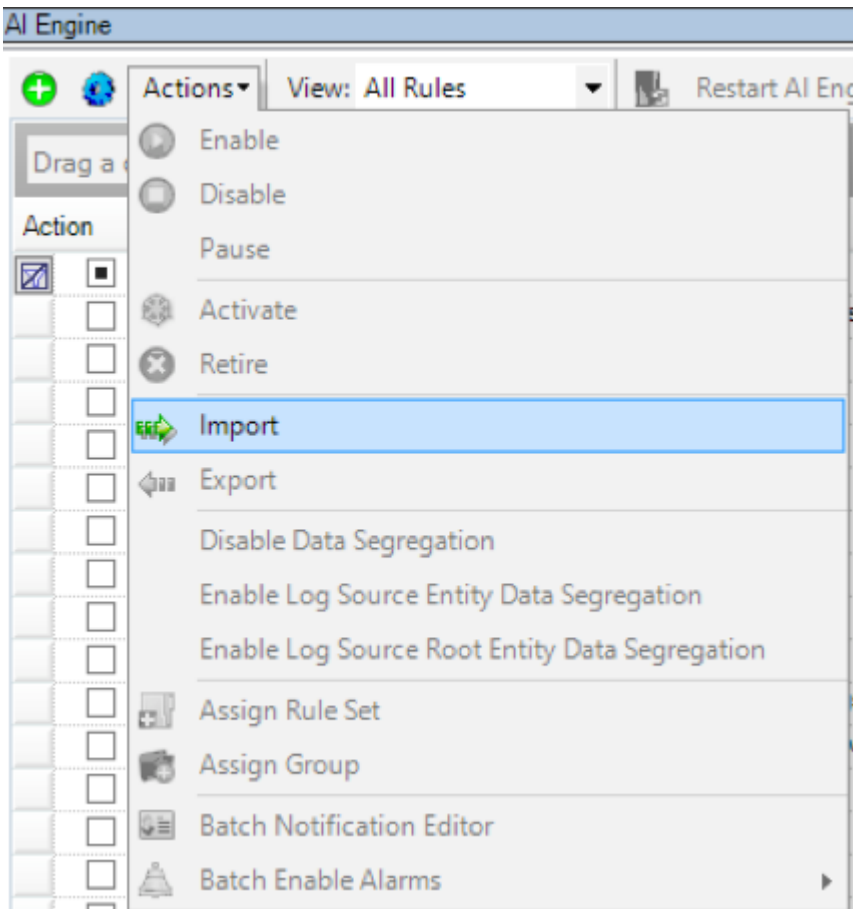 AI Engine
Actions View: All Rules Restart AI Eng
Drag a
Action
Enable
Disable
Pause
Activate
Retire
Import
Export
Disable Data Segregation
Enable Log Source Entity Data Segregation
Enable Log Source Root Entity Data Segregation
Assign Rule Set
Assign Group
Batch Notification Editor
Batch Enable Alarms